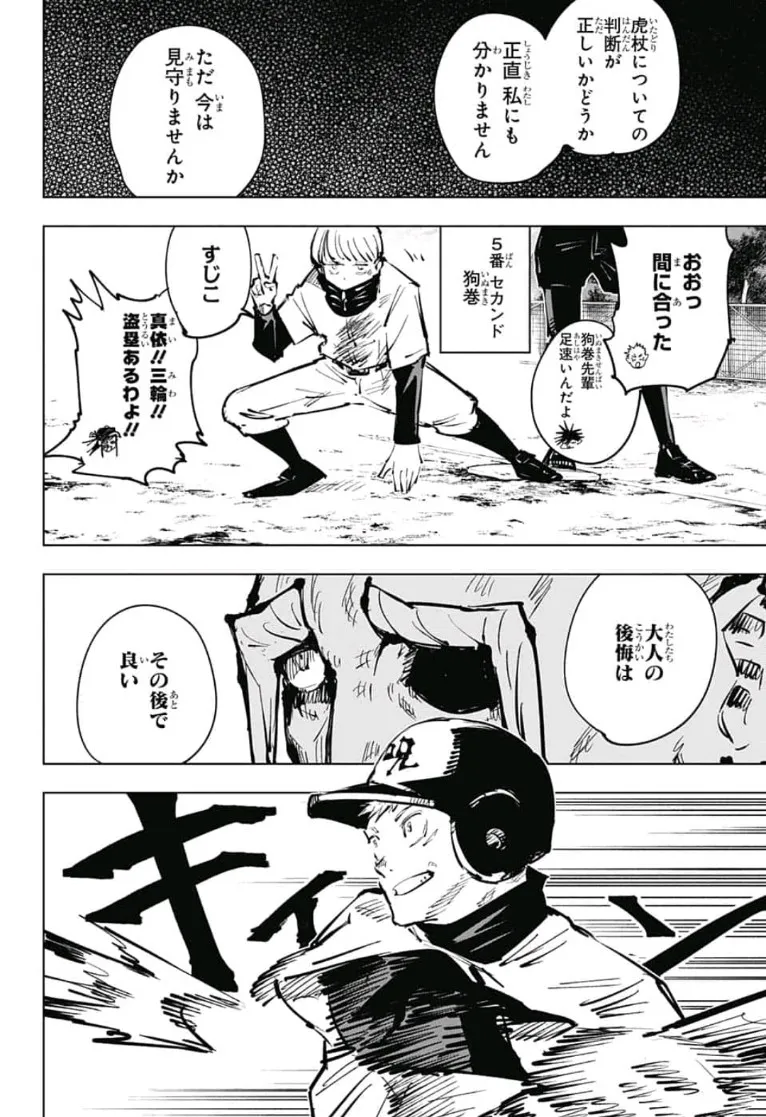 虎杖についての
判断が
正しいかどうか
正直 私にも
分かりません
ただ 今は
見守りませんか
おおっ
間に合った
狗巻先輩
足速いんだよ
5番 セカンド
狗巻
すじこ
真依!!三輪!!
盗塁あるわよ!!
大人の
後悔は
その後で
良い
呪
キィン